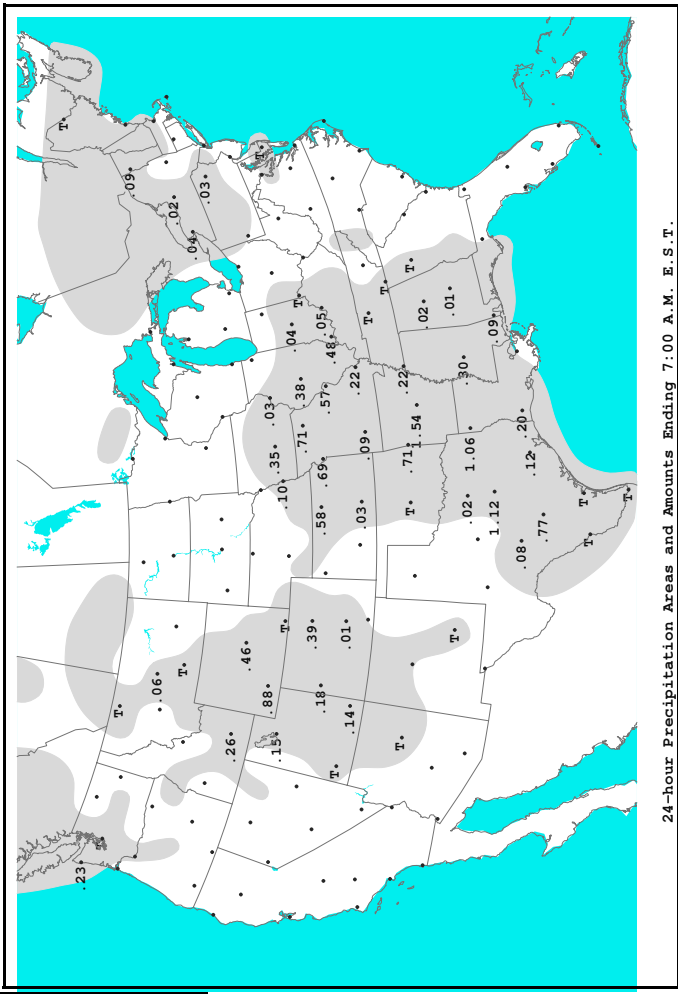 T
.23
T
.09
.06
.02
T
.04
.03
.26
.46
T
.88
.03
.15
.35
T
.10
.04
T
.38
.71
.39
.18
.58
.69
.05
.57
.48
T
.01
.14
.22
.03
.09
T
T
T
.22
T
.71
1.54
T
.02
.01
T
.30
.02
1.06
1.12
.09
.08
.20
.12
.77
T
T
T
24-hour Precipitation Areas and Amounts Ending 7:00 A.M. E.S.T.